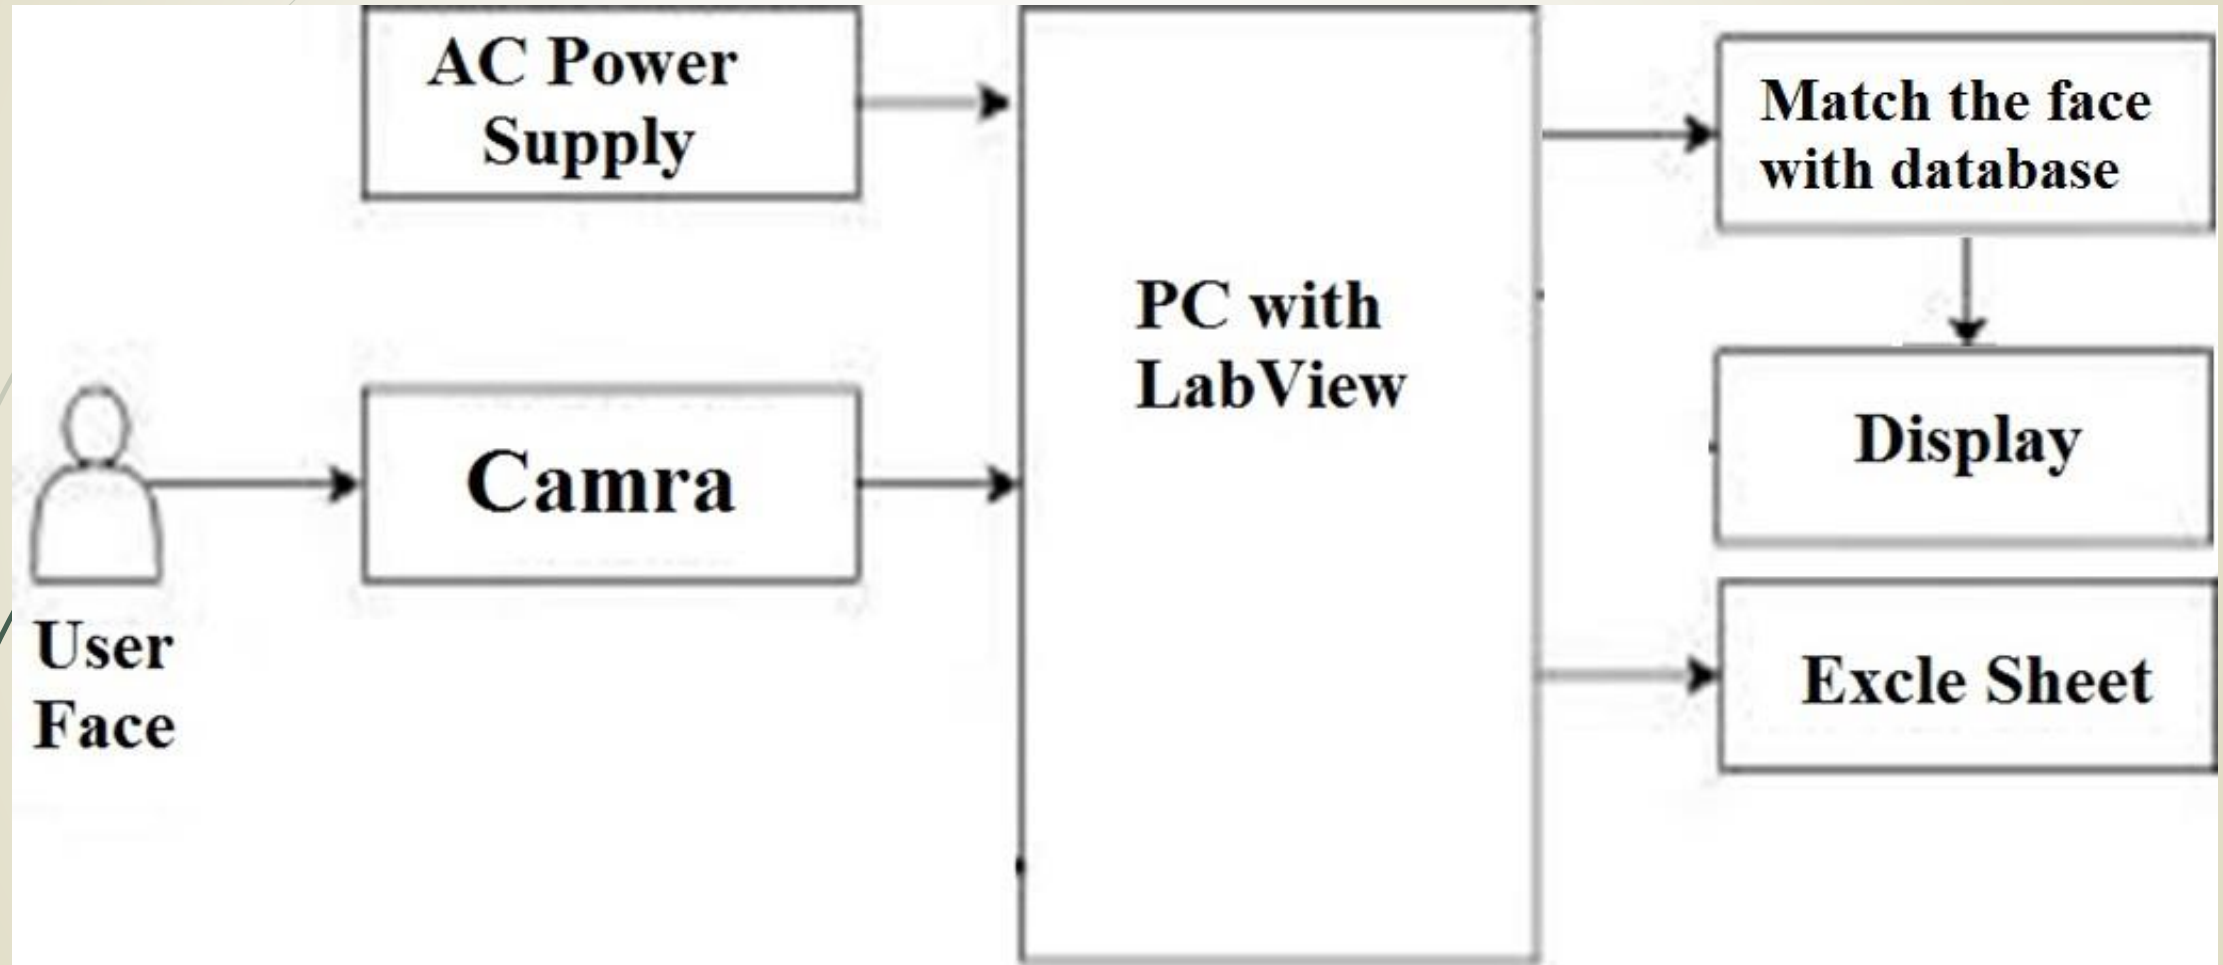 AC Power
Supply
Match the face
with database
PC with
LabView
Camra
Display
User
Face
Excle Sheet